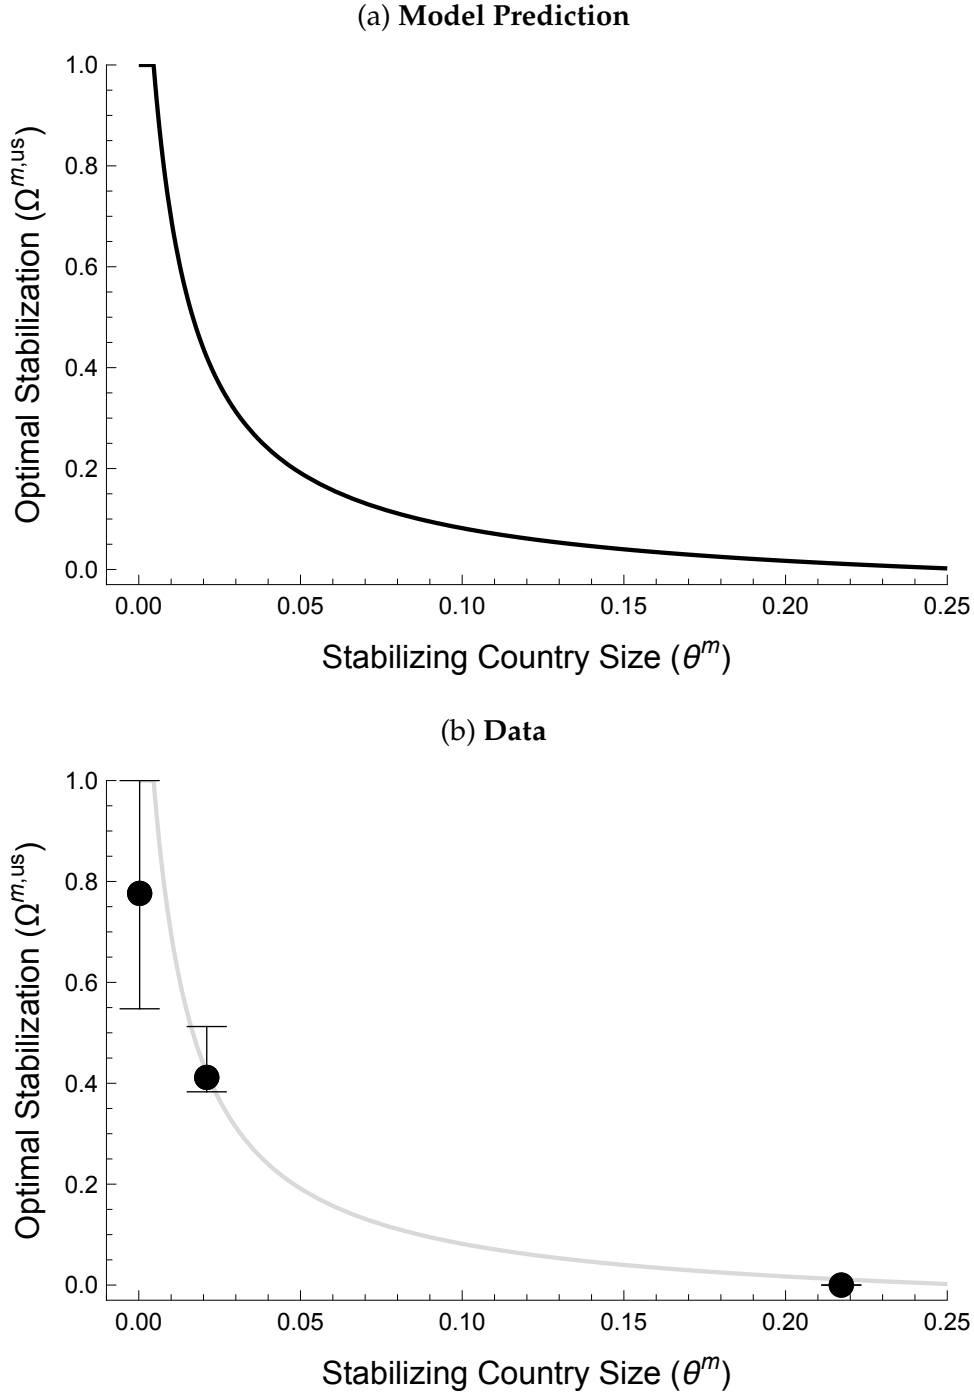 (a) Model Prediction
1.0
0.8
0.6
0.4
0.2
0.0
Optimal Stabilization (Ω^{m,us})
0.00 0.05 0.10 0.15 0.20 0.25
Stabilizing Country Size (θ^m)
(b) Data
1.0
0.8
0.6
0.4
0.2
0.0
Optimal Stabilization (Ω^{m,us})
0.00 0.05 0.10 0.15 0.20 0.25
Stabilizing Country Size (θ^m)